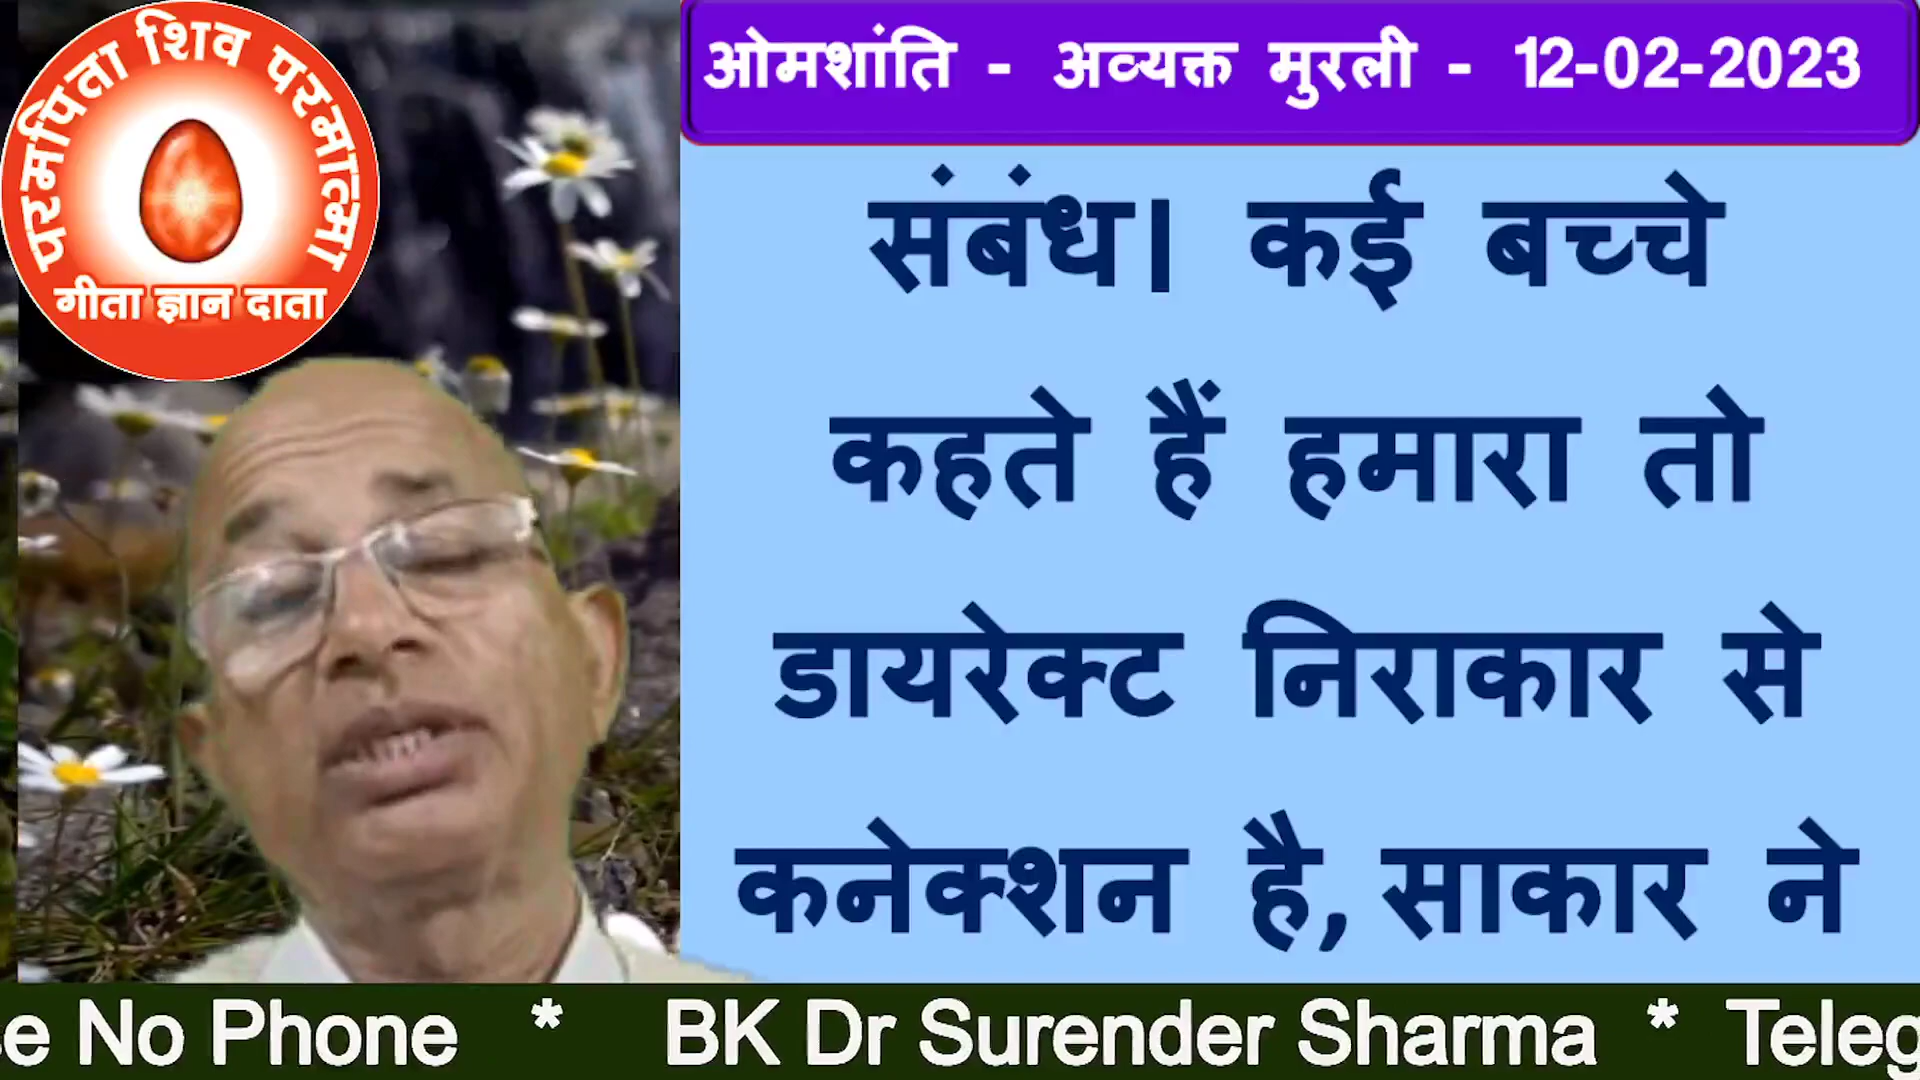 परमपिता शिव परमात्मा
गीता ज्ञान दाता
ओमशांति - अव्यक्त मुरली - 12-02-2023
संबंध। कई बच्चे
कहते हैं हमारा तो
डायरेक्ट निराकार से
कनेक्शन है, साकार ने
se No Phone * BK Dr Surender Sharma * Teleg